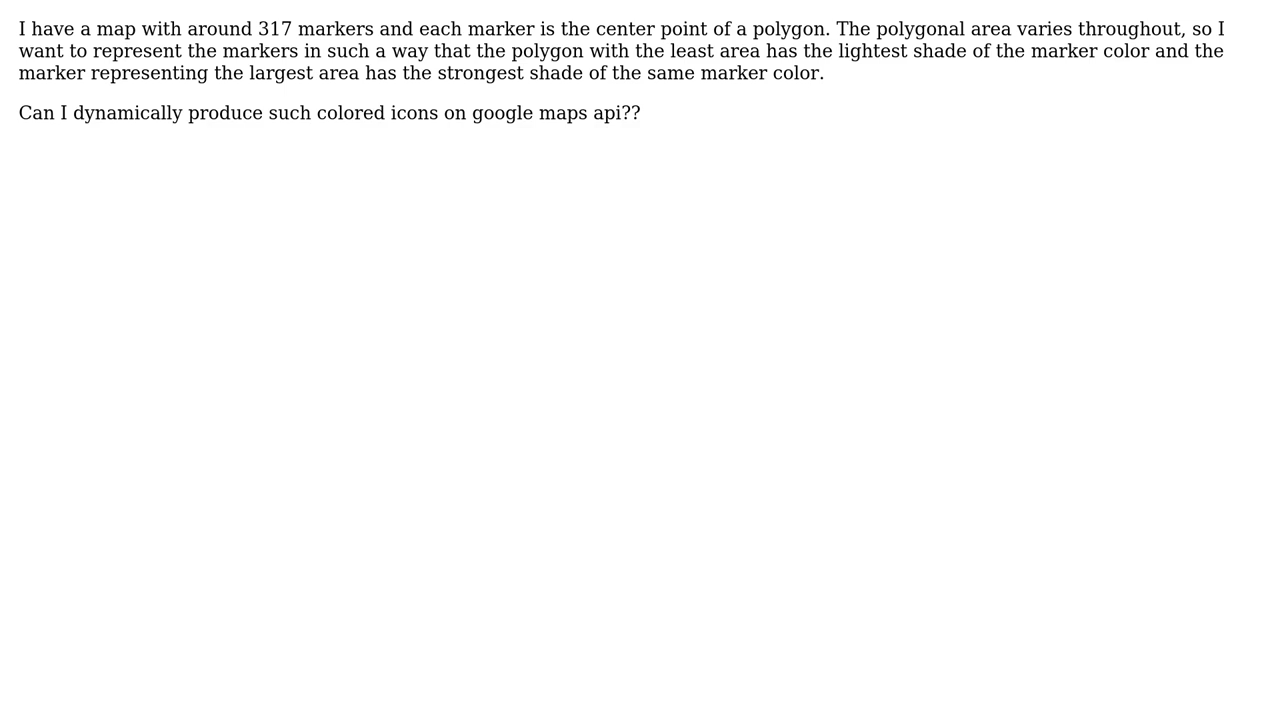 I have a map with around 317 markers and each marker is the center point of a polygon. The polygonal area varies throughout, so I
want to represent the markers in such a way that the polygon with the least area has the lightest shade of the marker color and the
marker representing the largest area has the strongest shade of the same marker color.
Can I dynamically produce such colored icons on google maps api??